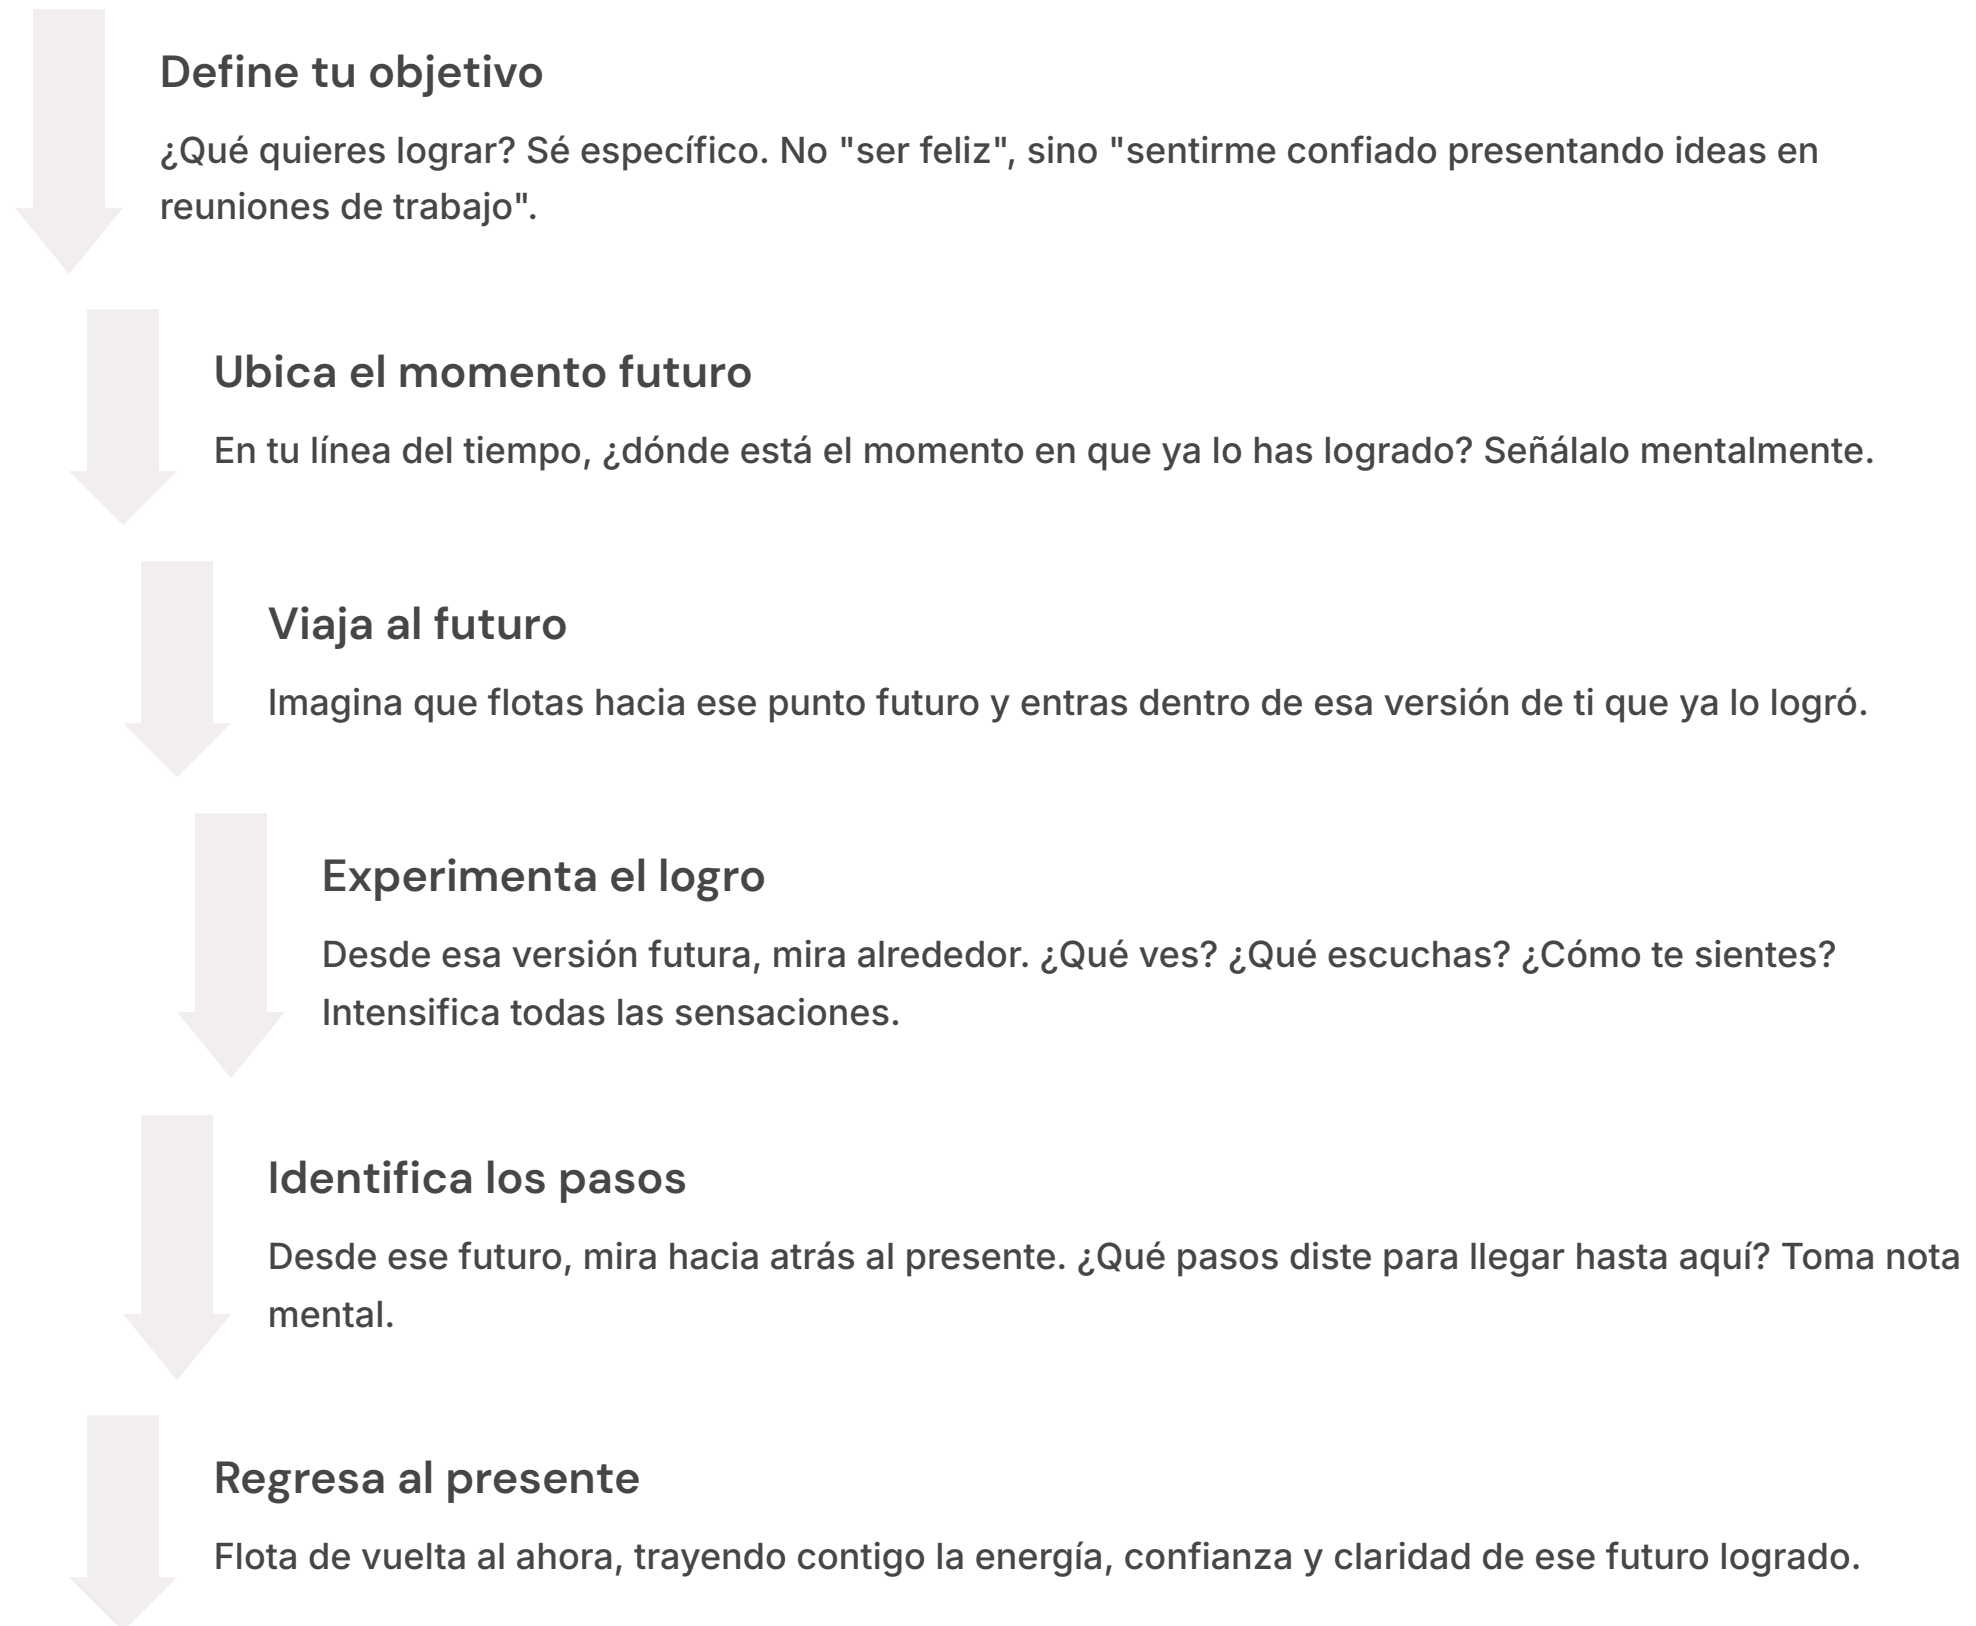 Define tu objetivo
¿Qué quieres lograr? Sé específico. No "ser feliz", sino "sentirme confiado presentando ideas en
reuniones de trabajo".
Ubica el momento futuro
En tu línea del tiempo, ¿dónde está el momento en que ya lo has logrado? Señálalo mentalmente.
Viaja al futuro
Imagina que flotas hacia ese punto futuro y entras dentro de esa versión de ti que ya lo logró.
Experimenta el logro
Desde esa versión futura, mira alrededor. ¿Qué ves? ¿Qué escuchas? ¿Cómo te sientes?
Intensifica todas las sensaciones.
Identifica los pasos
Desde ese futuro, mira hacia atrás al presente. ¿Qué pasos diste para llegar hasta aquí? Toma nota
mental.
Regresa al presente
Flota de vuelta al ahora, trayendo contigo la energía, confianza y claridad de ese futuro logrado.